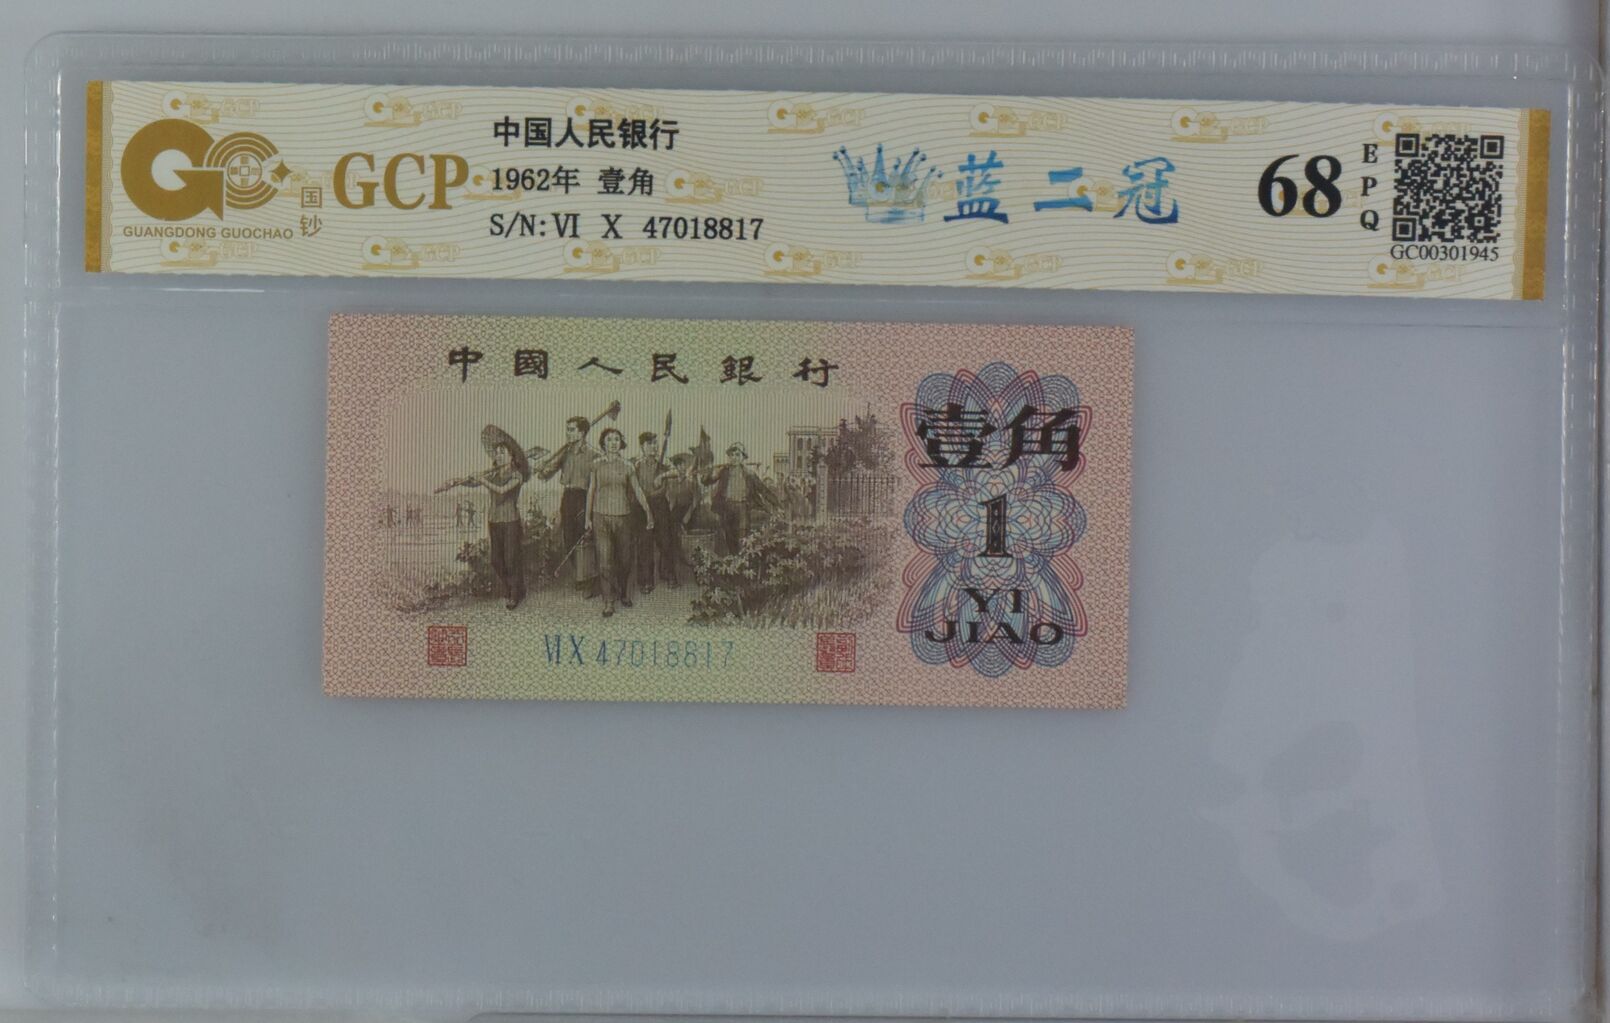 GCP
国钞
GUANGDONG GUOCHAO
中国人民银行
1962年 壹角
S/N: VI X 47018817
蓝二冠
68
EPQ
GC00301945
中國人民銀行
壹角
1
YI
JIAO
VI X 47018817